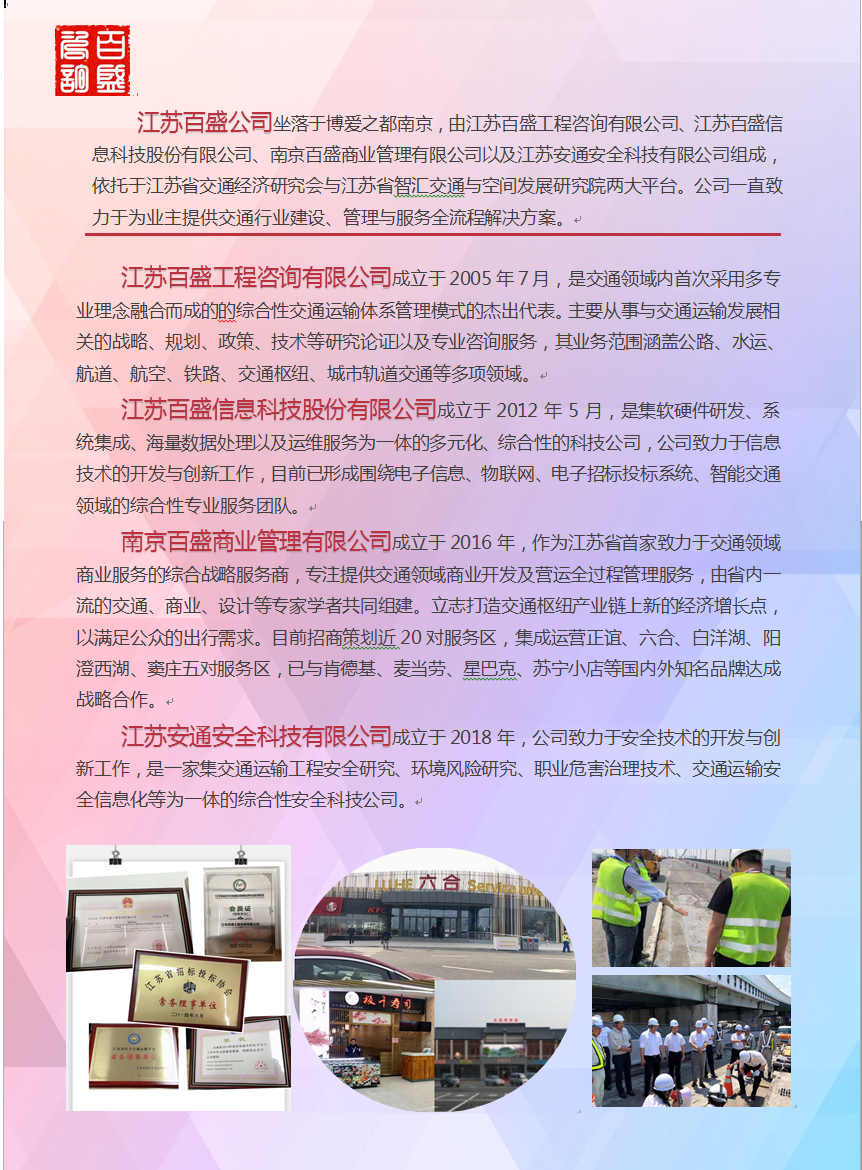 百盛
咨詢
江苏百盛公司坐落于博爱之都南京，由江苏百盛工程咨询有限公司、江苏百盛信
息科技股份有限公司、南京百盛商业管理有限公司以及江苏安通安全科技有限公司组成，
依托于江苏省交通经济研究会与江苏省智汇交通与空间发展研究院两大平台。公司一直致
力于为业主提供交通行业建设、管理与服务全流程解决方案。
江苏百盛工程咨询有限公司成立于2005年7月，是交通领域内首次采用多专
业理念融合而成的的综合性交通运输体系管理模式的杰出代表。主要从事与交通运输发展相
关的战略、规划、政策、技术等研究论证以及专业咨询服务，其业务范围涵盖公路、水运、
航道、航空、铁路、交通枢纽、城市轨道交通等多项领域。
江苏百盛信息科技股份有限公司成立于 2012 年 5 月，是集软硬件研发、系
统集成、海量数据处理以及运维服务为一体的多元化、综合性的科技公司，公司致力于信息
技术的开发与创新工作，目前已形成围绕电子信息、物联网、电子招标投标系统、智能交通
领域的综合性专业服务团队。
南京百盛商业管理有限公司成立于 2016 年，作为江苏省首家致力于交通领域
商业服务的综合战略服务商，专注提供交通领域商业开发及营运全过程管理服务，由省内一
流的交通、商业、设计等专家学者共同组建。立志打造交通枢纽产业链上新的经济增长点，
以满足公众的出行需求。目前招商策划近 20 对服务区，集成运营正谊、六合、白洋湖、阳
澄西湖、窦庄五对服务区，已与肯德基、麦当劳、星巴克、苏宁小店等国内外知名品牌达成
战略合作。
江苏安通安全科技有限公司成立于 2018 年，公司致力于安全技术的开发与创
新工作，是一家集交通运输工程安全研究、环境风险研究、职业危害治理技术、交通运输安
全信息化等为一体的综合性安全科技公司。
会员证
江苏省招标投标协会
常务理事单位
二〇一四年六月
常务理事单位
LUHE 六合 Service
KFC
板千寿司